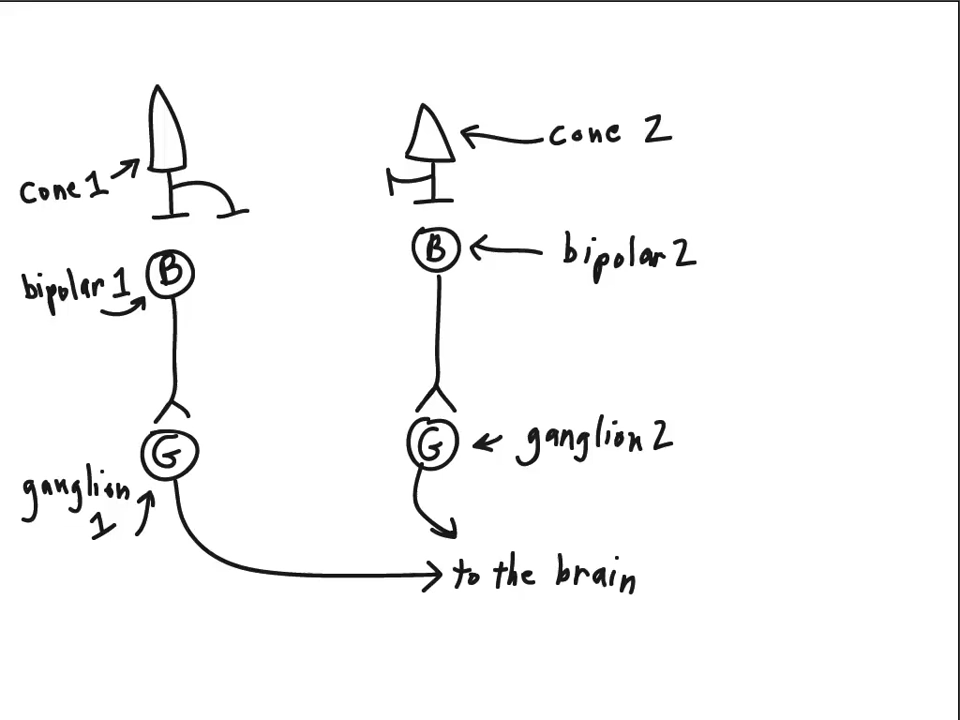 cone 1
cone 2
B
bipolar 1
B
bipolar 2
G
ganglion
1
G
ganglion 2
to the brain